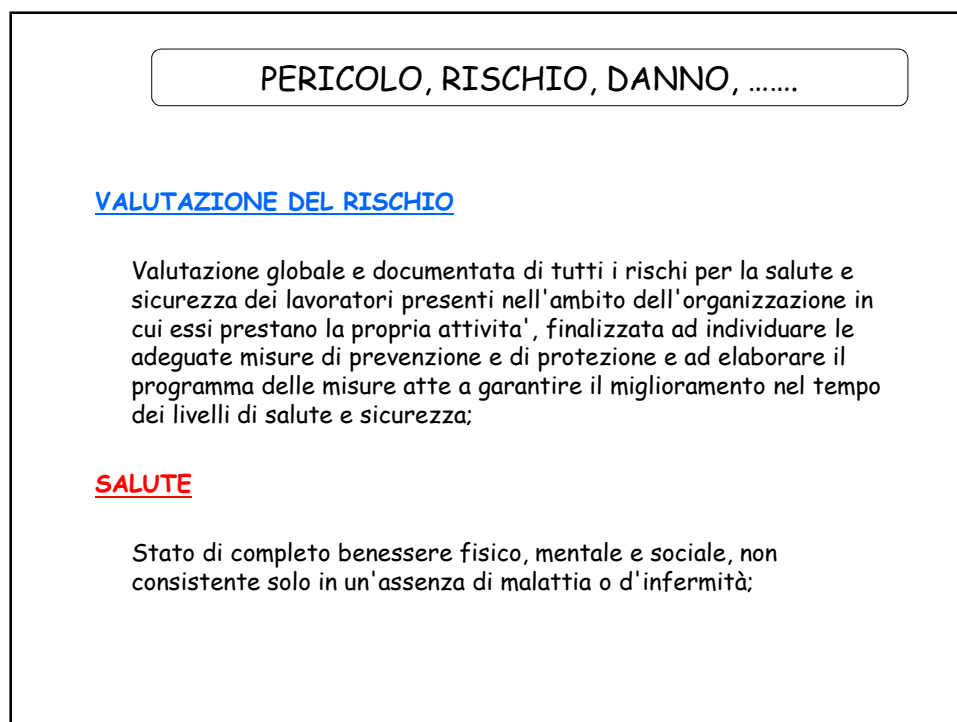 PERICOLO, RISCHIO, DANNO, …….
VALUTAZIONE DEL RISCHIO
Valutazione globale e documentata di tutti i rischi per la salute e
sicurezza dei lavoratori presenti nell'ambito dell'organizzazione in
cui essi prestano la propria attivita', finalizzata ad individuare le
adeguate misure di prevenzione e di protezione e ad elaborare il
programma delle misure atte a garantire il miglioramento nel tempo
dei livelli di salute e sicurezza;
SALUTE
Stato di completo benessere fisico, mentale e sociale, non
consistente solo in un'assenza di malattia o d'infermità;